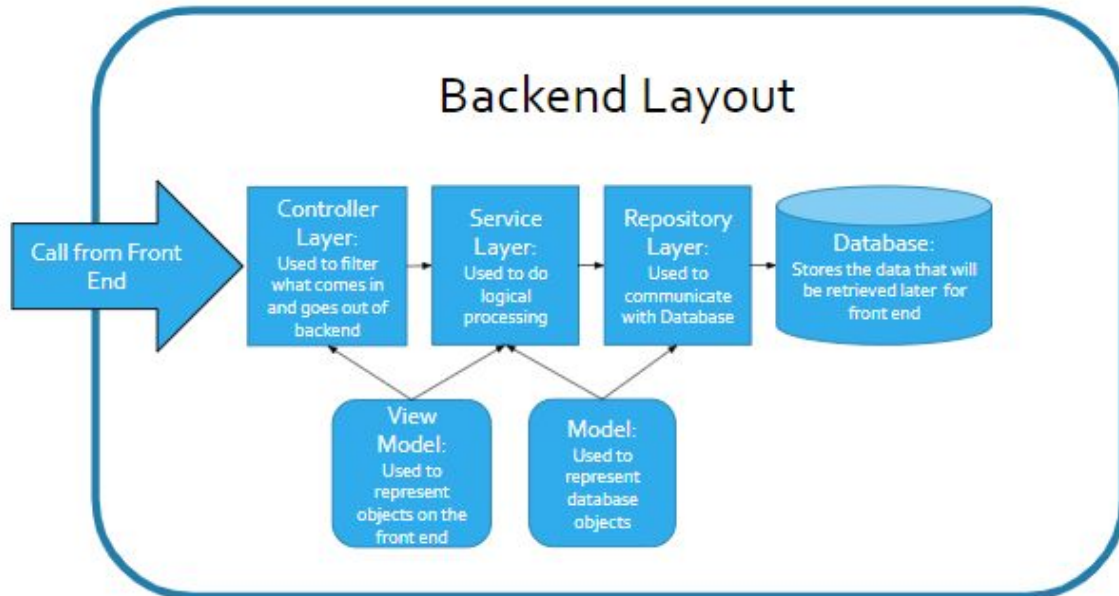 Backend Layout
Call from Front
End
Controller
Layer:
Used to filter
what comes in
and goes out of
backend
Service
Layer:
Used to do
logical
processing
Repository
Layer:
Used to
communicate
with Database
Database:
Stores the data that will
be retrieved later for
front end
View
Model:
Used to
represent
objects on the
front end
Model:
Used to
represent
database
objects